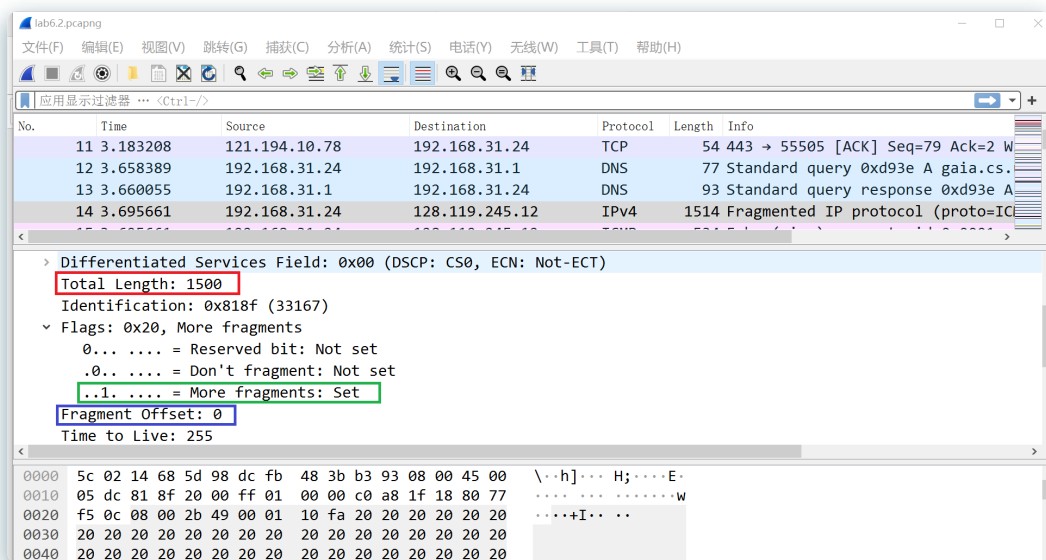 lab6.2.pcapng
文件(F) 编辑(E) 视图(V) 跳转(G) 捕获(C) 分析(A) 统计(S) 电话(Y) 无线(W) 工具(T) 帮助(H)
应用显示过滤器 … <Ctrl-/>
No. Time Source Destination Protocol Length Info
11 3.183208 121.194.10.78 192.168.31.24 TCP 54 443 → 55505 [ACK] Seq=79 Ack=2 W
12 3.658389 192.168.31.24 192.168.31.1 DNS 77 Standard query 0xd93e A gaia.cs.
13 3.660055 192.168.31.1 192.168.31.24 DNS 93 Standard query response 0xd93e A
14 3.695661 192.168.31.24 128.119.245.12 IPv4 1514 Fragmented IP protocol (proto=IC
Differentiated Services Field: 0x00 (DSCP: CS0, ECN: Not-ECT)
Total Length: 1500
Identification: 0x818f (33167)
Flags: 0x20, More fragments
0... .... = Reserved bit: Not set
.0.. .... = Don't fragment: Not set
..1. .... = More fragments: Set
Fragment Offset: 0
Time to Live: 255
0000 5c 02 14 68 5d 98 dc fb 48 3b b3 93 08 00 45 00 \··h]··· H;····E·
0010 05 dc 81 8f 20 00 ff 01 00 00 c0 a8 1f 18 80 77 ···· ··· ·······w
0020 f5 0c 08 00 2b 49 00 01 10 fa 20 20 20 20 20 20 ····+I·· ··
0030 20 20 20 20 20 20 20 20 20 20 20 20 20 20 20 20
0040 20 20 20 20 20 20 20 20 20 20 20 20 20 20 20 20